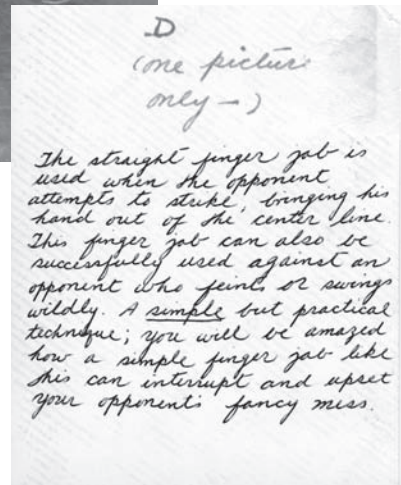 D
(one picture
only —)
The straight finger jab is
used when the opponent
attempts to strike, bringing his
hand out of the center line.
This finger jab can also be
successfully used against an
opponent who feints or swings
wildly. A simple but practical
technique; you will be amazed
how a simple finger jab like
this can interrupt and upset
your opponent's fancy mess.